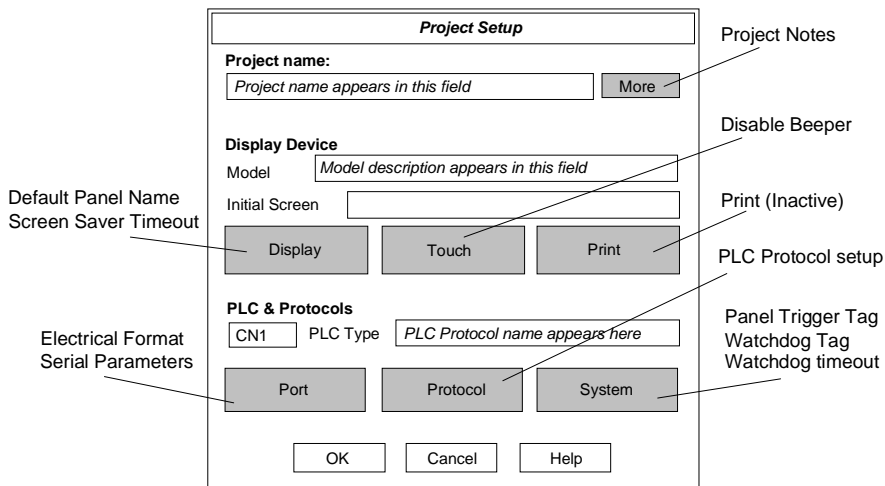 Project Setup
Project name:
Project name appears in this field
More
Project Notes
Display Device
Model
Model description appears in this field
Disable Beeper
Initial Screen
Default Panel Name
Screen Saver Timeout
Display
Touch
Print
Print (Inactive)
PLC Protocol setup
PLC & Protocols
CN1
PLC Type
PLC Protocol name appears here
Electrical Format
Serial Parameters
Panel Trigger Tag
Watchdog Tag
Watchdog timeout
Port
Protocol
System
OK
Cancel
Help